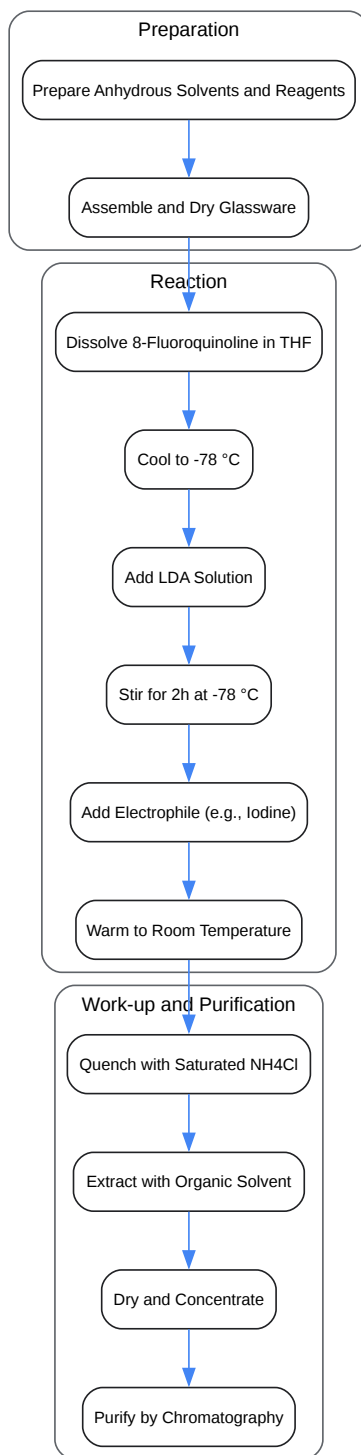 Preparation
Prepare Anhydrous Solvents and Reagents
Assemble and Dry Glassware
Reaction
Dissolve 8-Fluoroquinoline in THF
Cool to -78 °C
Add LDA Solution
Stir for 2h at -78 °C
Add Electrophile (e.g., Iodine)
Warm to Room Temperature
Work-up and Purification
Quench with Saturated NH4Cl
Extract with Organic Solvent
Dry and Concentrate
Purify by Chromatography